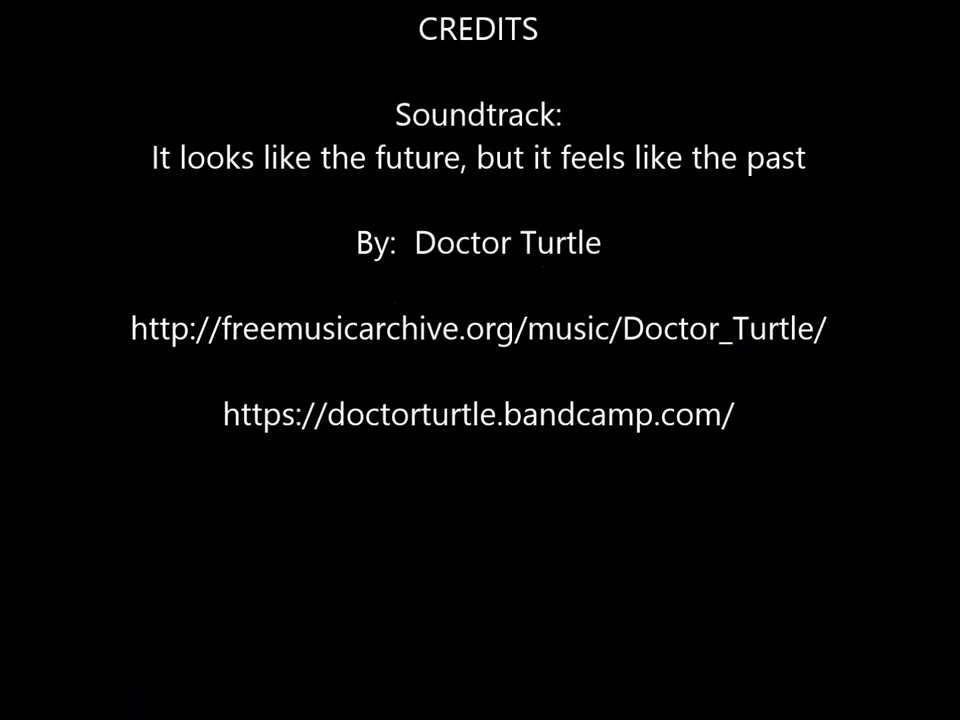 CREDITS
Soundtrack:
It looks like the future, but it feels like the past
By:  Doctor Turtle
http://freemusicarchive.org/music/Doctor_Turtle/
https://doctorturtle.bandcamp.com/